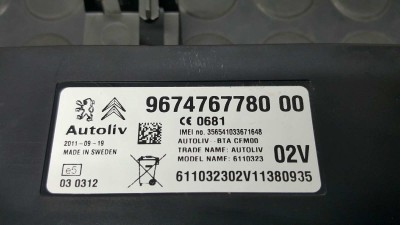 9674767780 00
CE 0681
Autoliv
IMEI no. 356541033671648
2011-09-19
MADE IN SWEDEN
AUTOLIV - BTA CEM00
TRADE NAME: AUTOLIV
MODEL NAME: 6110323
02V
e5
03 0312
611032302V11380935